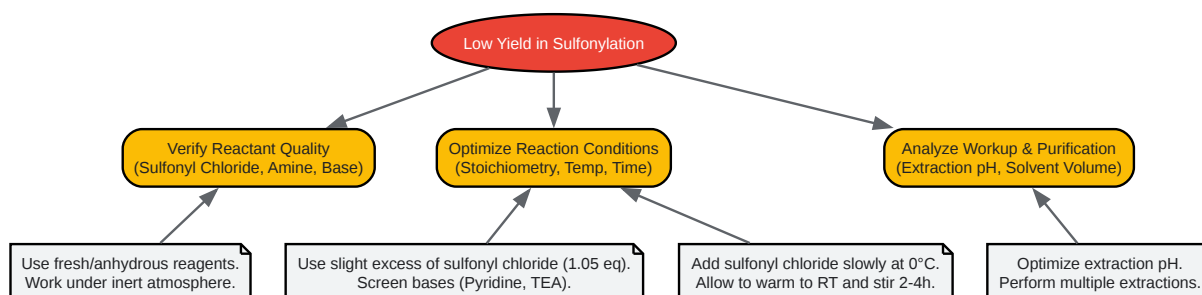 Low Yield in Sulfonylation
Verify Reactant Quality
(Sulfonyl Chloride, Amine, Base)
Optimize Reaction Conditions
(Stoichiometry, Temp, Time)
Analyze Workup & Purification
(Extraction pH, Solvent Volume)
Use fresh/anhydrous reagents.
Work under inert atmosphere.
Use slight excess of sulfonyl chloride (1.05 eq).
Screen bases (Pyridine, TEA).
Add sulfonyl chloride slowly at 0°C.
Allow to warm to RT and stir 2-4h.
Optimize extraction pH.
Perform multiple extractions.